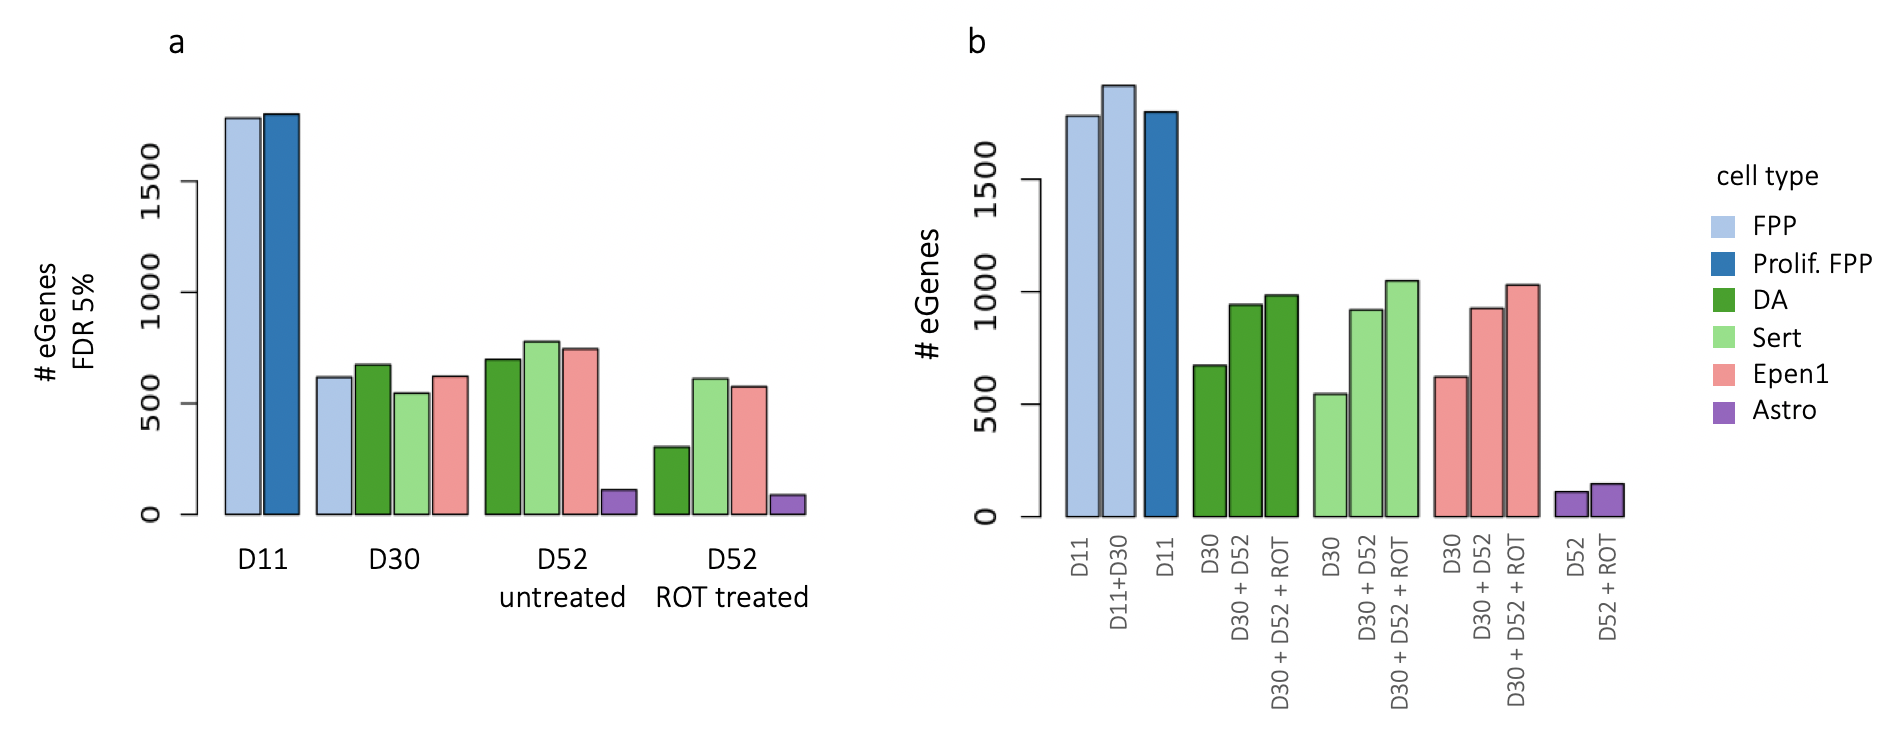 a
# eGenes
FDR 5%
1500
1000
500
0
D11
D30
D52
untreated
D52
ROT treated
b
# eGenes
1500
1000
500
0
D11
D11+D30
D11
D30
D30 + D52
D30 + D52 + ROT
D30
D30 + D52
D30 + D52 + ROT
D30
D30 + D52
D30 + D52 + ROT
D52
D52 + ROT
cell type
FPP
Prolif. FPP
DA
Sert
Epen1
Astro